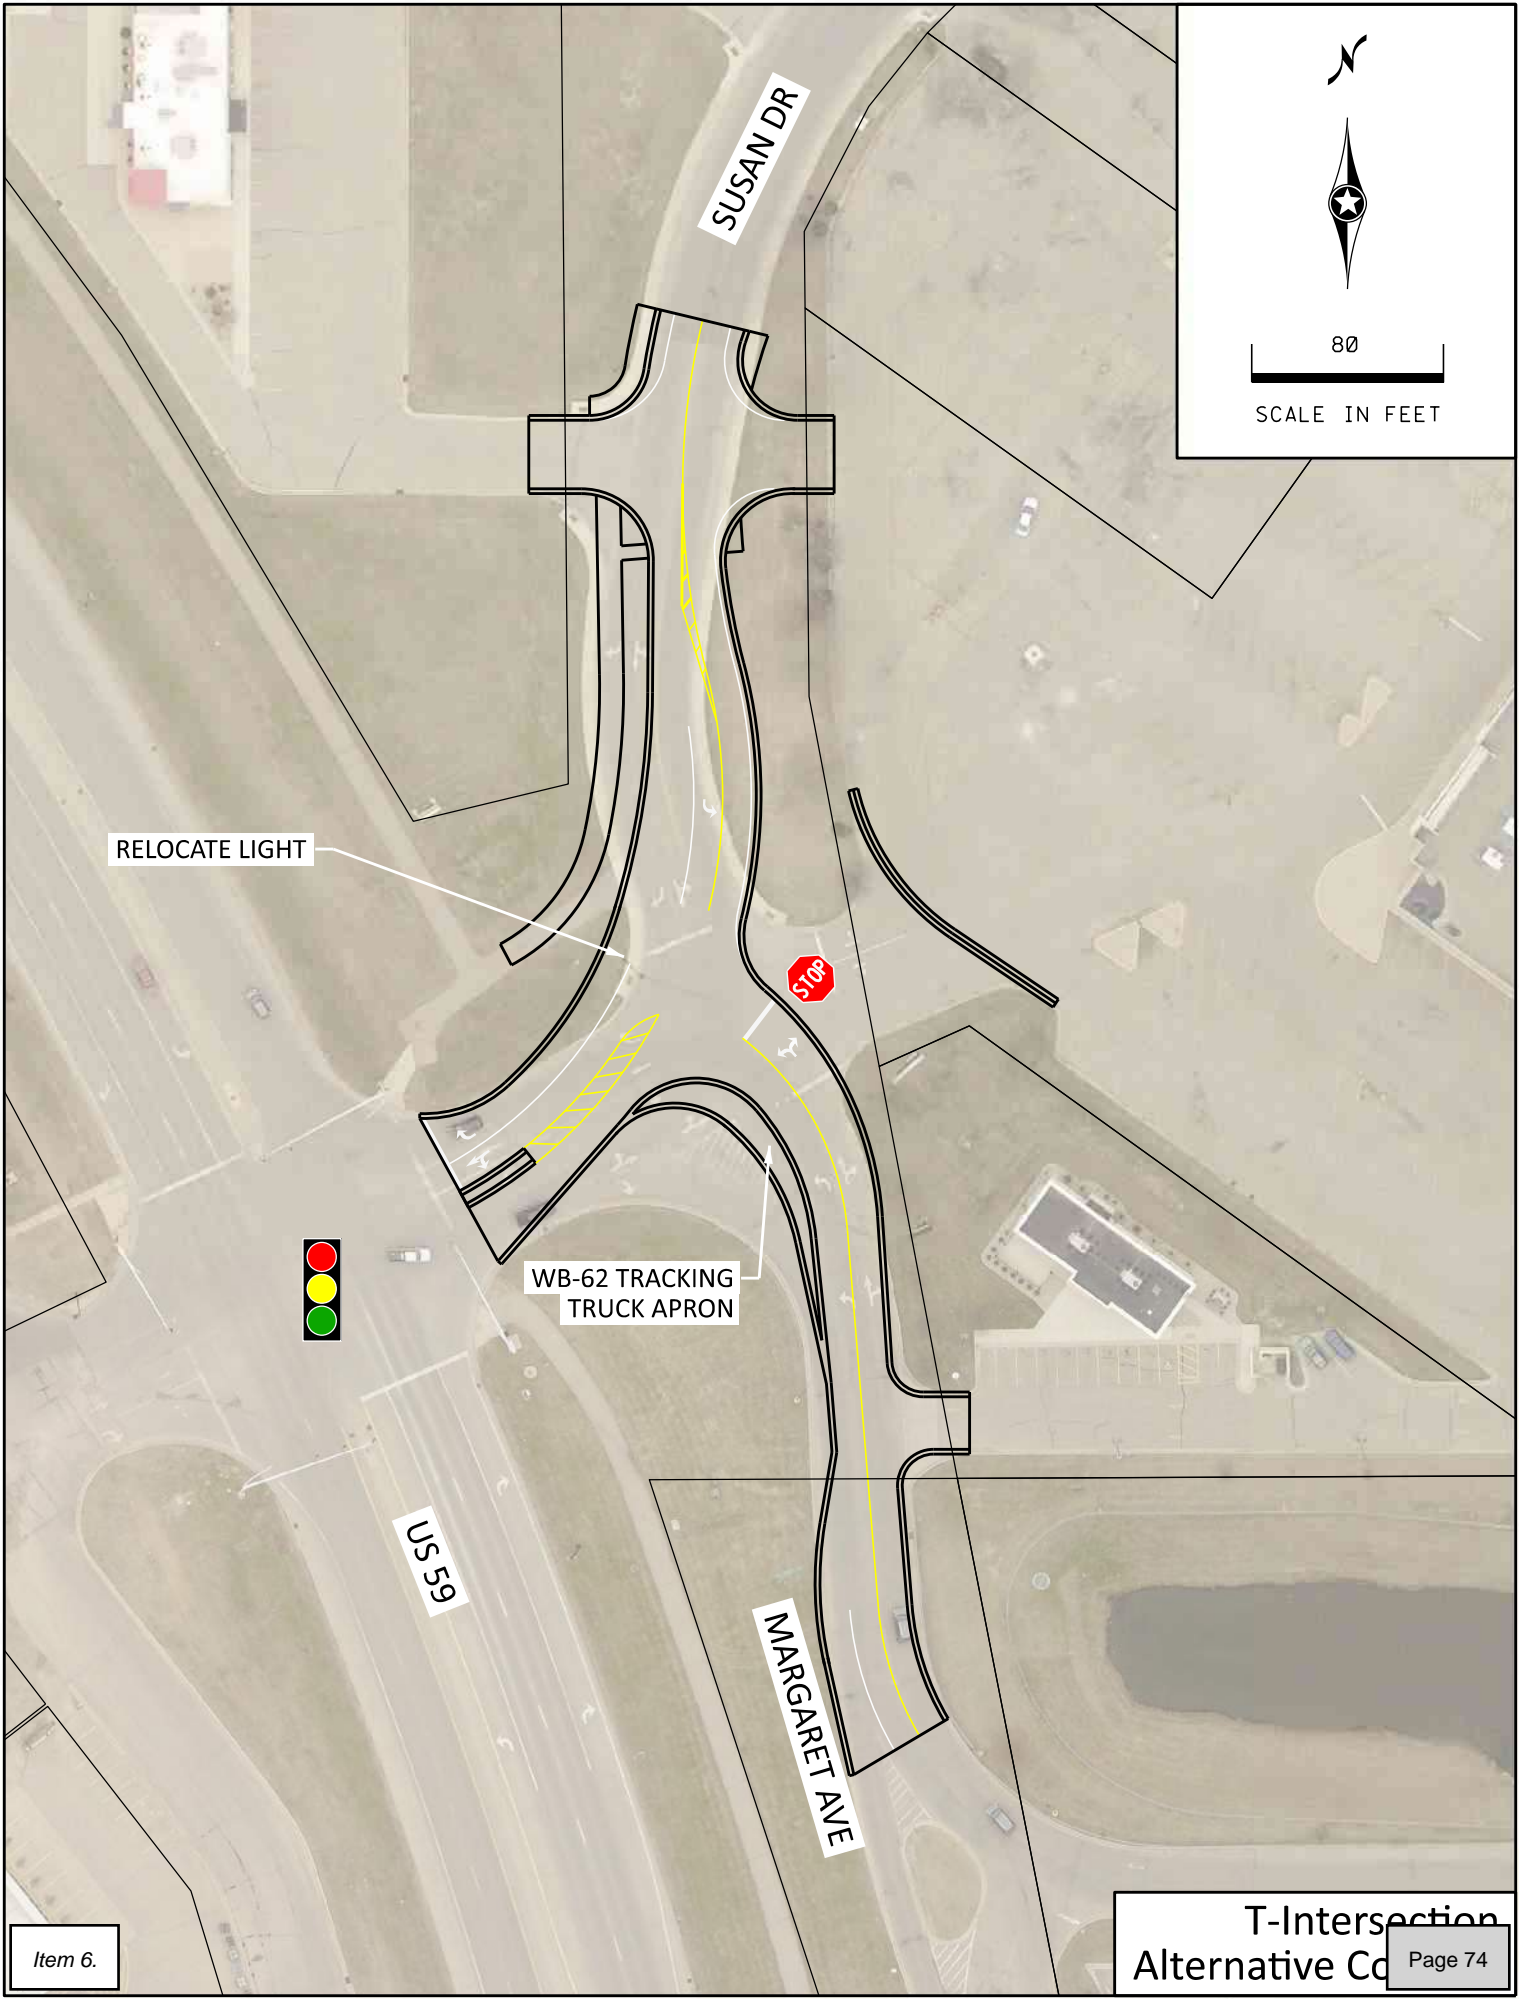 SUSAN DR
N
80
SCALE IN FEET
RELOCATE LIGHT
STOP
WB-62 TRACKING
TRUCK APRON
US 59
MARGARET AVE
T-Intersection
Alternative Co
Item 6.
Page 74